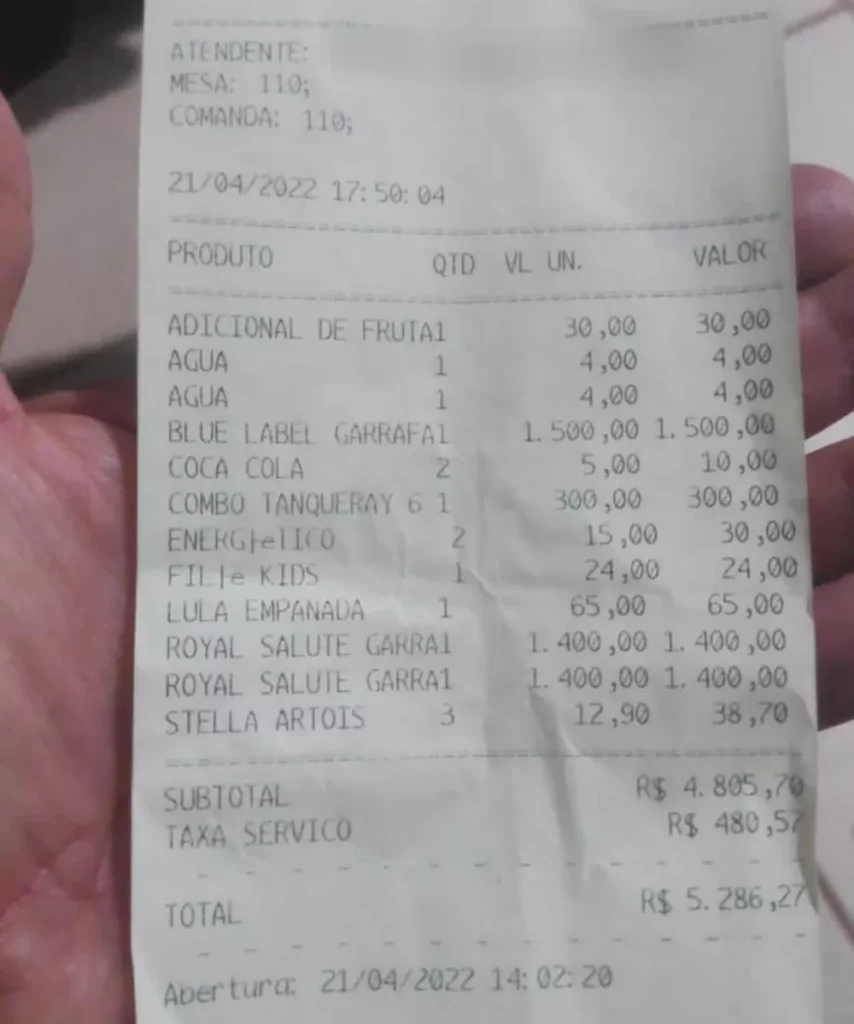 ATENDENTE:
MESA: 110;
COMANDA: 110;
21/04/2022 17:50:04
PRODUTO QTD VL UN. VALOR
ADICIONAL DE FRUTA1 30,00 30,00
AGUA 1 4,00 4,00
AGUA 1 4,00 4,00
BLUE LABEL GARRAFA1 1.500,00 1.500,00
COCA COLA 2 5,00 10,00
COMBO TANQUERAY 6 1 300,00 300,00
ENERG├eTICO 2 15,00 30,00
FIL├e KIDS 1 24,00 24,00
LULA EMPANADA 1 65,00 65,00
ROYAL SALUTE GARRA1 1.400,00 1.400,00
ROYAL SALUTE GARRA1 1.400,00 1.400,00
STELLA ARTOIS 3 12,90 38,70
SUBTOTAL R$ 4.805,70
TAXA SERVICO R$ 480,57
TOTAL R$ 5.286,27
Abertura: 21/04/2022 14:02:20